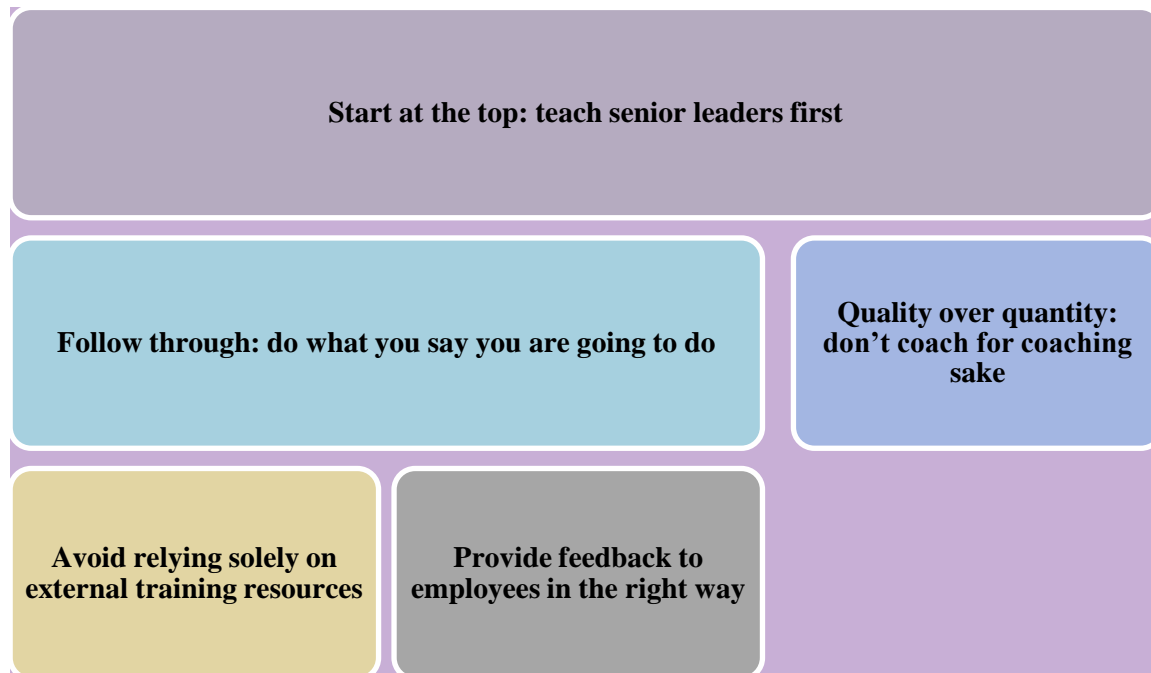 Start at the top: teach senior leaders first
Follow through: do what you say you are going to do
Quality over quantity:
don’t coach for coaching
sake
Avoid relying solely on
external training resources
Provide feedback to
employees in the right way